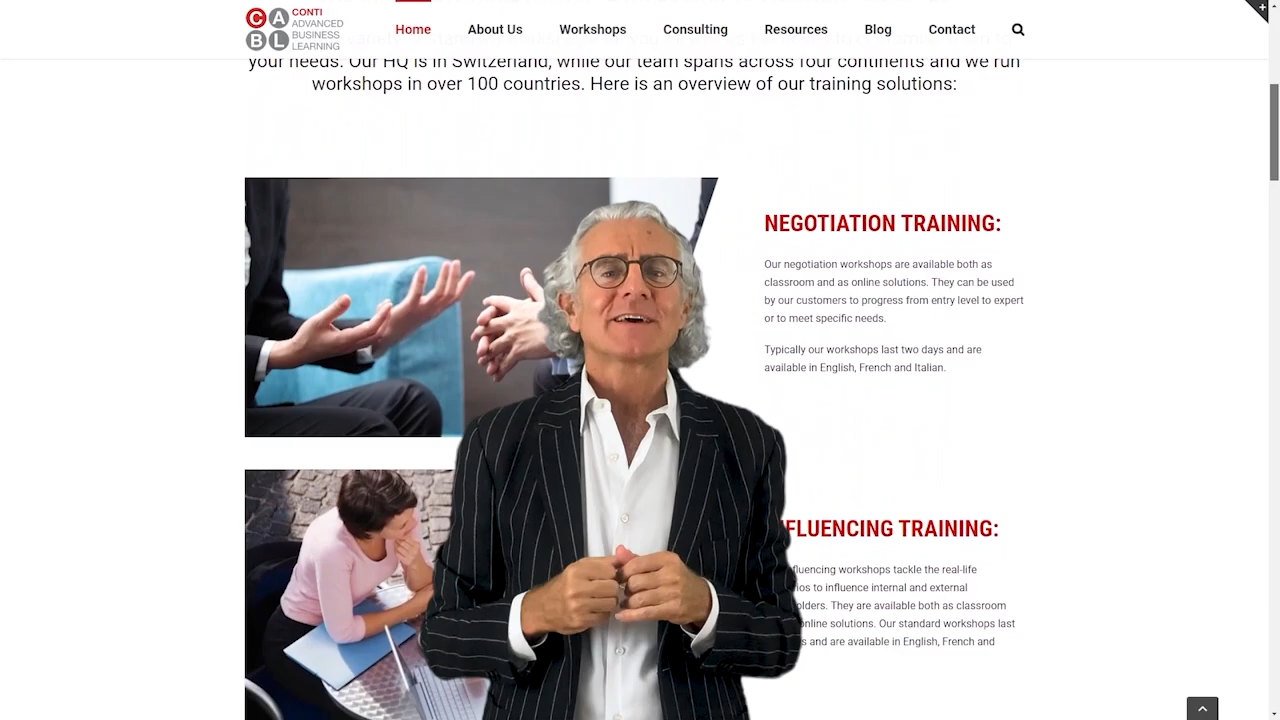 CONTI
ADVANCED
BUSINESS
LEARNING
C A
B L
Home About Us Workshops Consulting Resources Blog Contact
your needs. Our HQ is in Switzerland, while our team spans across four continents and we run
workshops in over 100 countries. Here is an overview of our training solutions:
NEGOTIATION TRAINING:
Our negotiation workshops are available both as
classroom and as online solutions. They can be used
by our customers to progress from entry level to expert
or to meet specific needs.
Typically our workshops last two days and are
available in English, French and Italian.
FLUENCING TRAINING:
fluencing workshops tackle the real-life
ios to influence internal and external
olders. They are available both as classroom
online solutions. Our standard workshops last
s and are available in English, French and